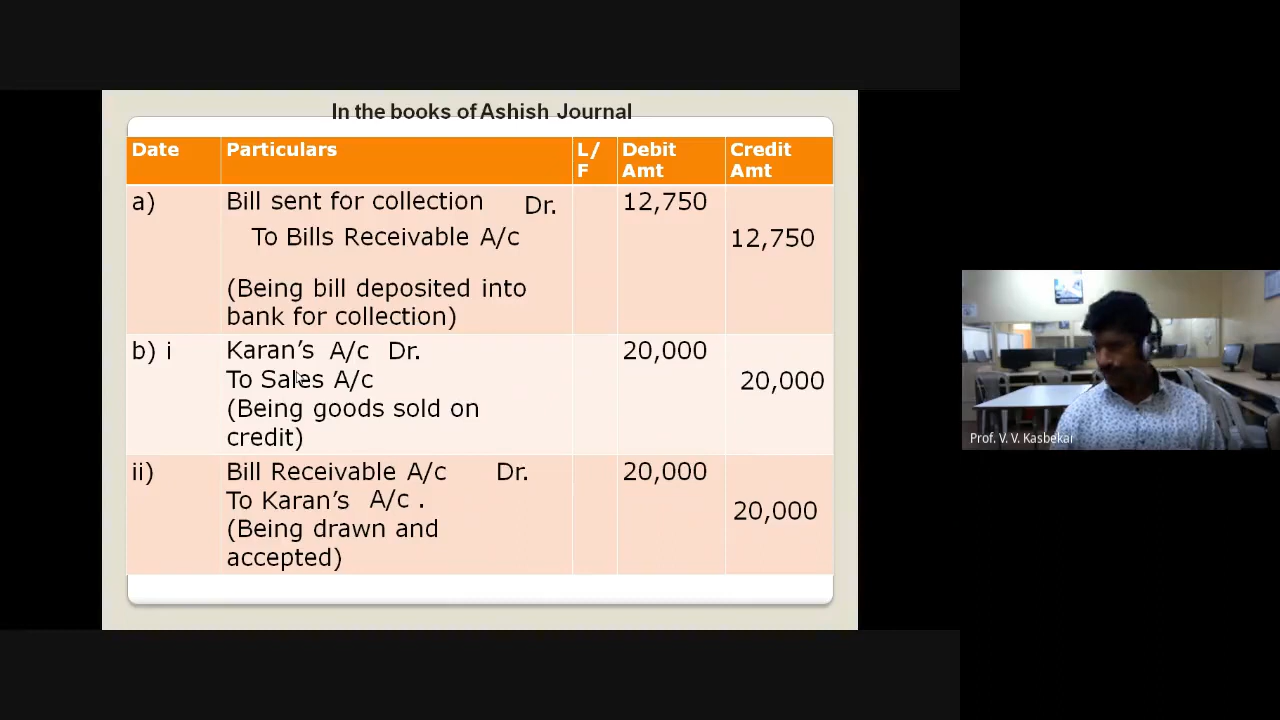 In the books of Ashish Journal
Date Particulars L/ Debit Credit
F Amt Amt
a) Bill sent for collection Dr. 12,750
To Bills Receivable A/c 12,750
(Being bill deposited into
bank for collection)
b) i Karan’s A/c Dr. 20,000
To Sales A/c 20,000
(Being goods sold on
credit)
ii) Bill Receivable A/c Dr. 20,000
To Karan’s A/c . 20,000
(Being drawn and
accepted)
Prof. V. V. Kasbekar